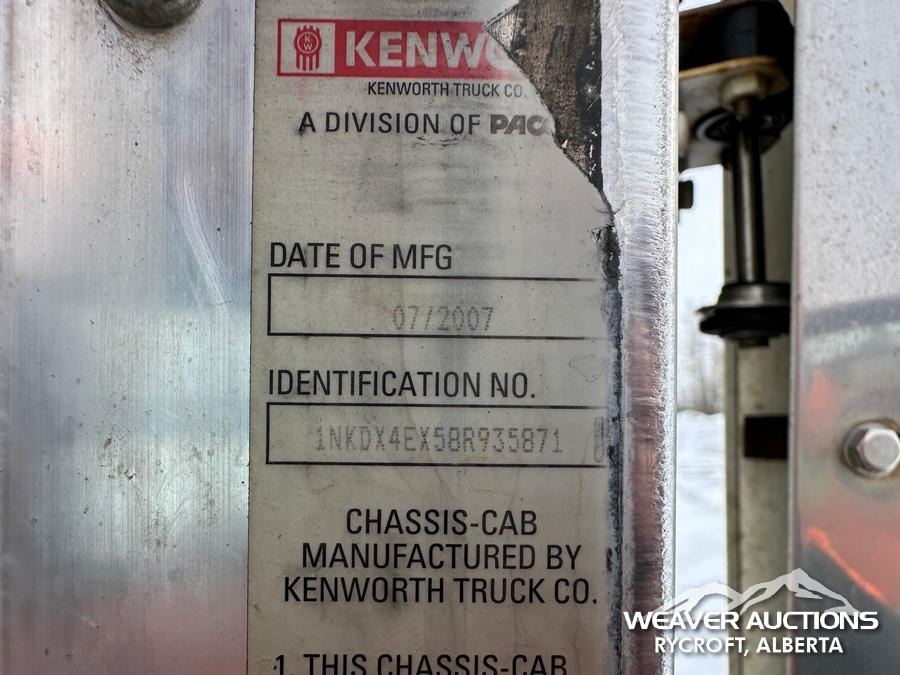 KW KENWO
KENWORTH TRUCK CO.
A DIVISION OF PAC
DATE OF MFG
07/2007
IDENTIFICATION NO.
1NKDX4EX58R935871
CHASSIS-CAB
MANUFACTURED BY
KENWORTH TRUCK CO.
1. THIS CHASSIS-CAB
WEAVER AUCTIONS
RYCROFT, ALBERTA